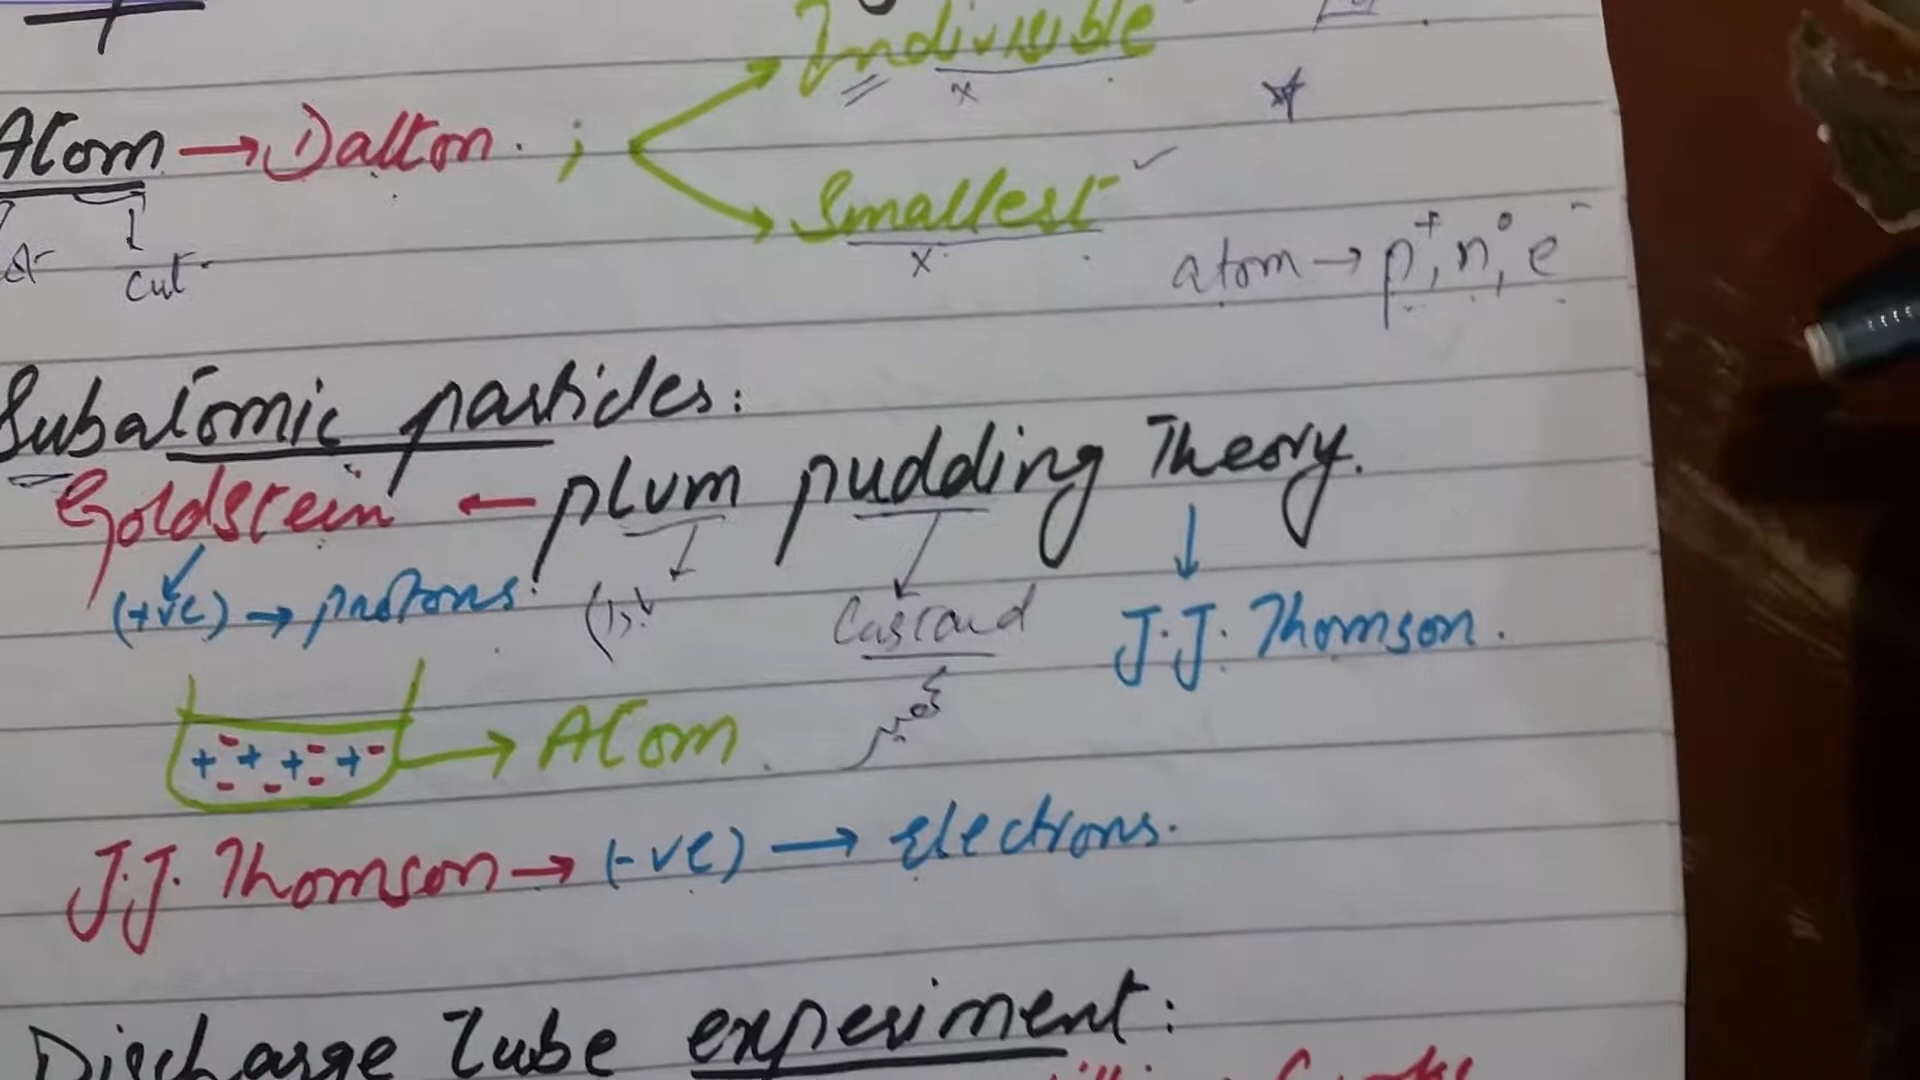 Indivisible
Atom → Dalton . ;
Smallest ✓
cut
x
x
atom → p⁺, n⁰, e⁻
Subatomic particles:
Goldstein ← plum pudding Theory.
(+ve) → protons.
Custard
J.J. Thomson.
+ - + + - + -
- - -
→ Atom
J.J. Thomson → (-ve) → electrons.
Discharge Tube experiment: